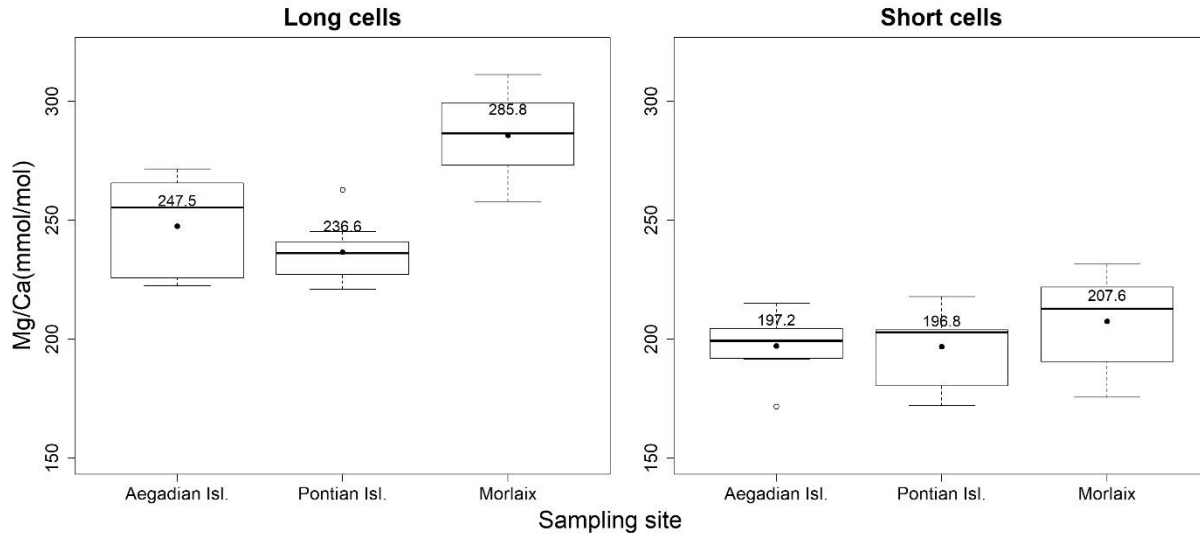 Long cells
Short cells
Mg/Ca(mmol/mol)
300
250
200
150
247.5
236.6
285.8
Aegadian Isl.
Pontian Isl.
Morlaix
300
250
200
150
197.2
196.8
207.6
Aegadian Isl.
Pontian Isl.
Morlaix
Sampling site